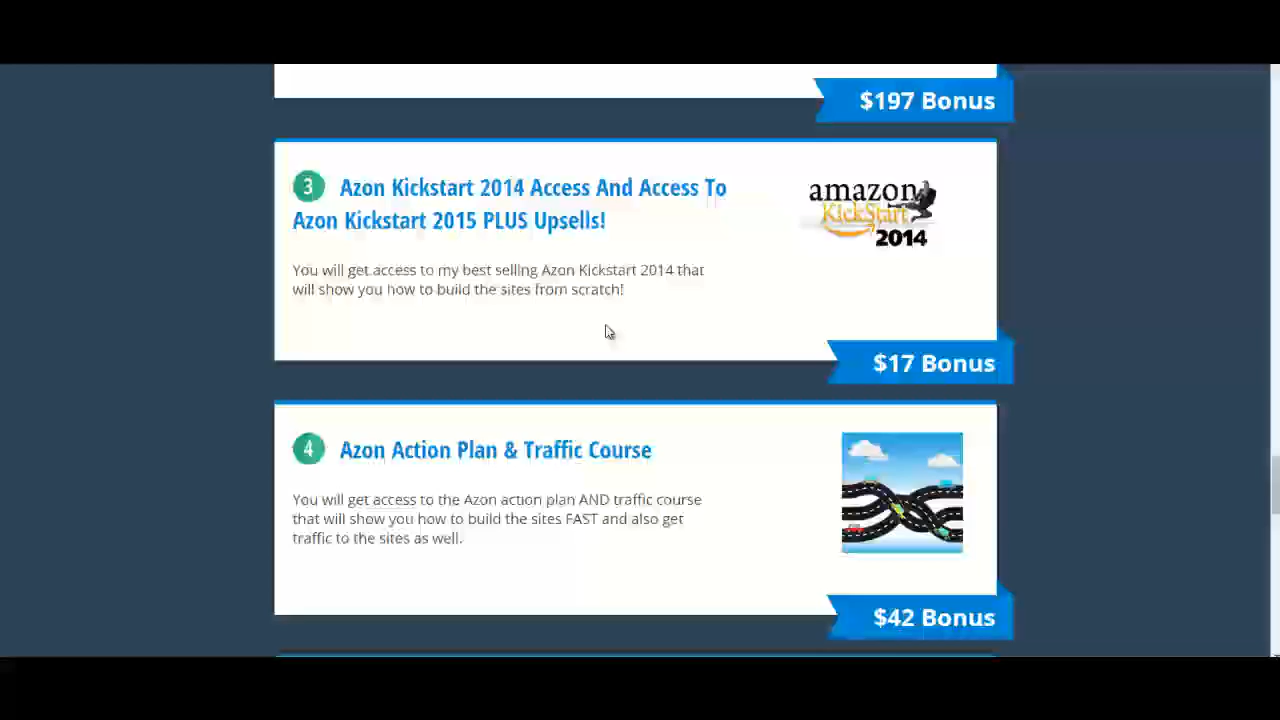 $197 Bonus
3 Azon Kickstart 2014 Access And Access To
Azon Kickstart 2015 PLUS Upsells!
amazon
KickStart
2014
You will get access to my best selling Azon Kickstart 2014 that
will show you how to build the sites from scratch!
$17 Bonus
4 Azon Action Plan & Traffic Course
You will get access to the Azon action plan AND traffic course
that will show you how to build the sites FAST and also get
traffic to the sites as well.
$42 Bonus